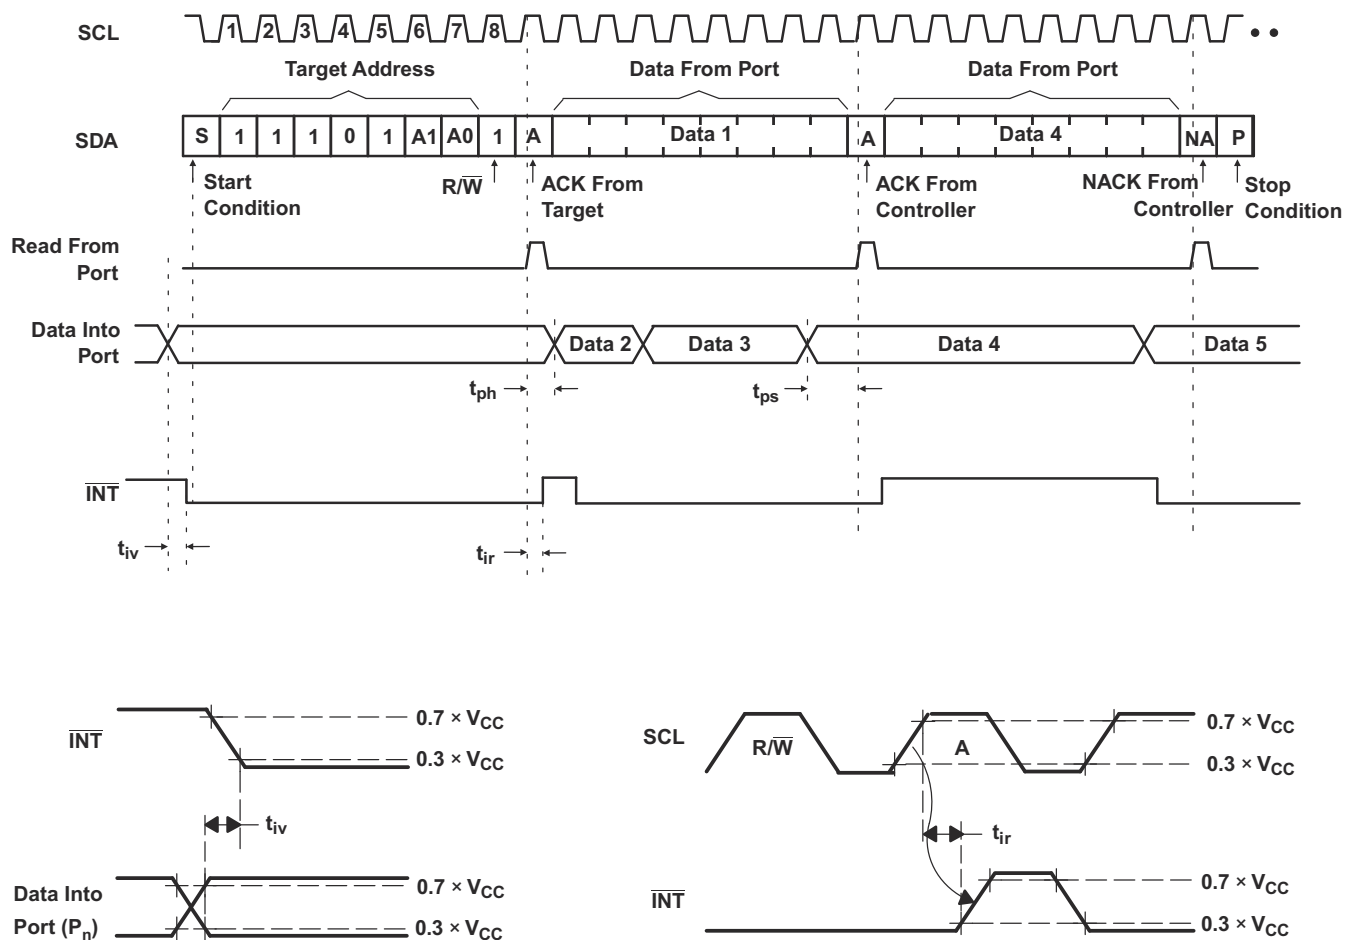 SCL
1 2 3 4 5 6 7 8
Target Address
Data From Port
Data From Port
SDA
S 1 1 1 0 1 A1 A0 1 A Data 1 A Data 4 NA P
Start
Condition
R/W̅
ACK From
Target
ACK From
Controller
NACK From
Controller
Stop
Condition
Read From
Port
Data Into
Port
Data 2 Data 3 Data 4 Data 5
tph
tps
I̅N̅T̅
tiv
tir
I̅N̅T̅
0.7 × VCC
0.3 × VCC
tiv
Data Into
Port (Pn)
0.7 × VCC
0.3 × VCC
SCL
R/W̅
A
0.7 × VCC
0.3 × VCC
tir
I̅N̅T̅
0.7 × VCC
0.3 × VCC